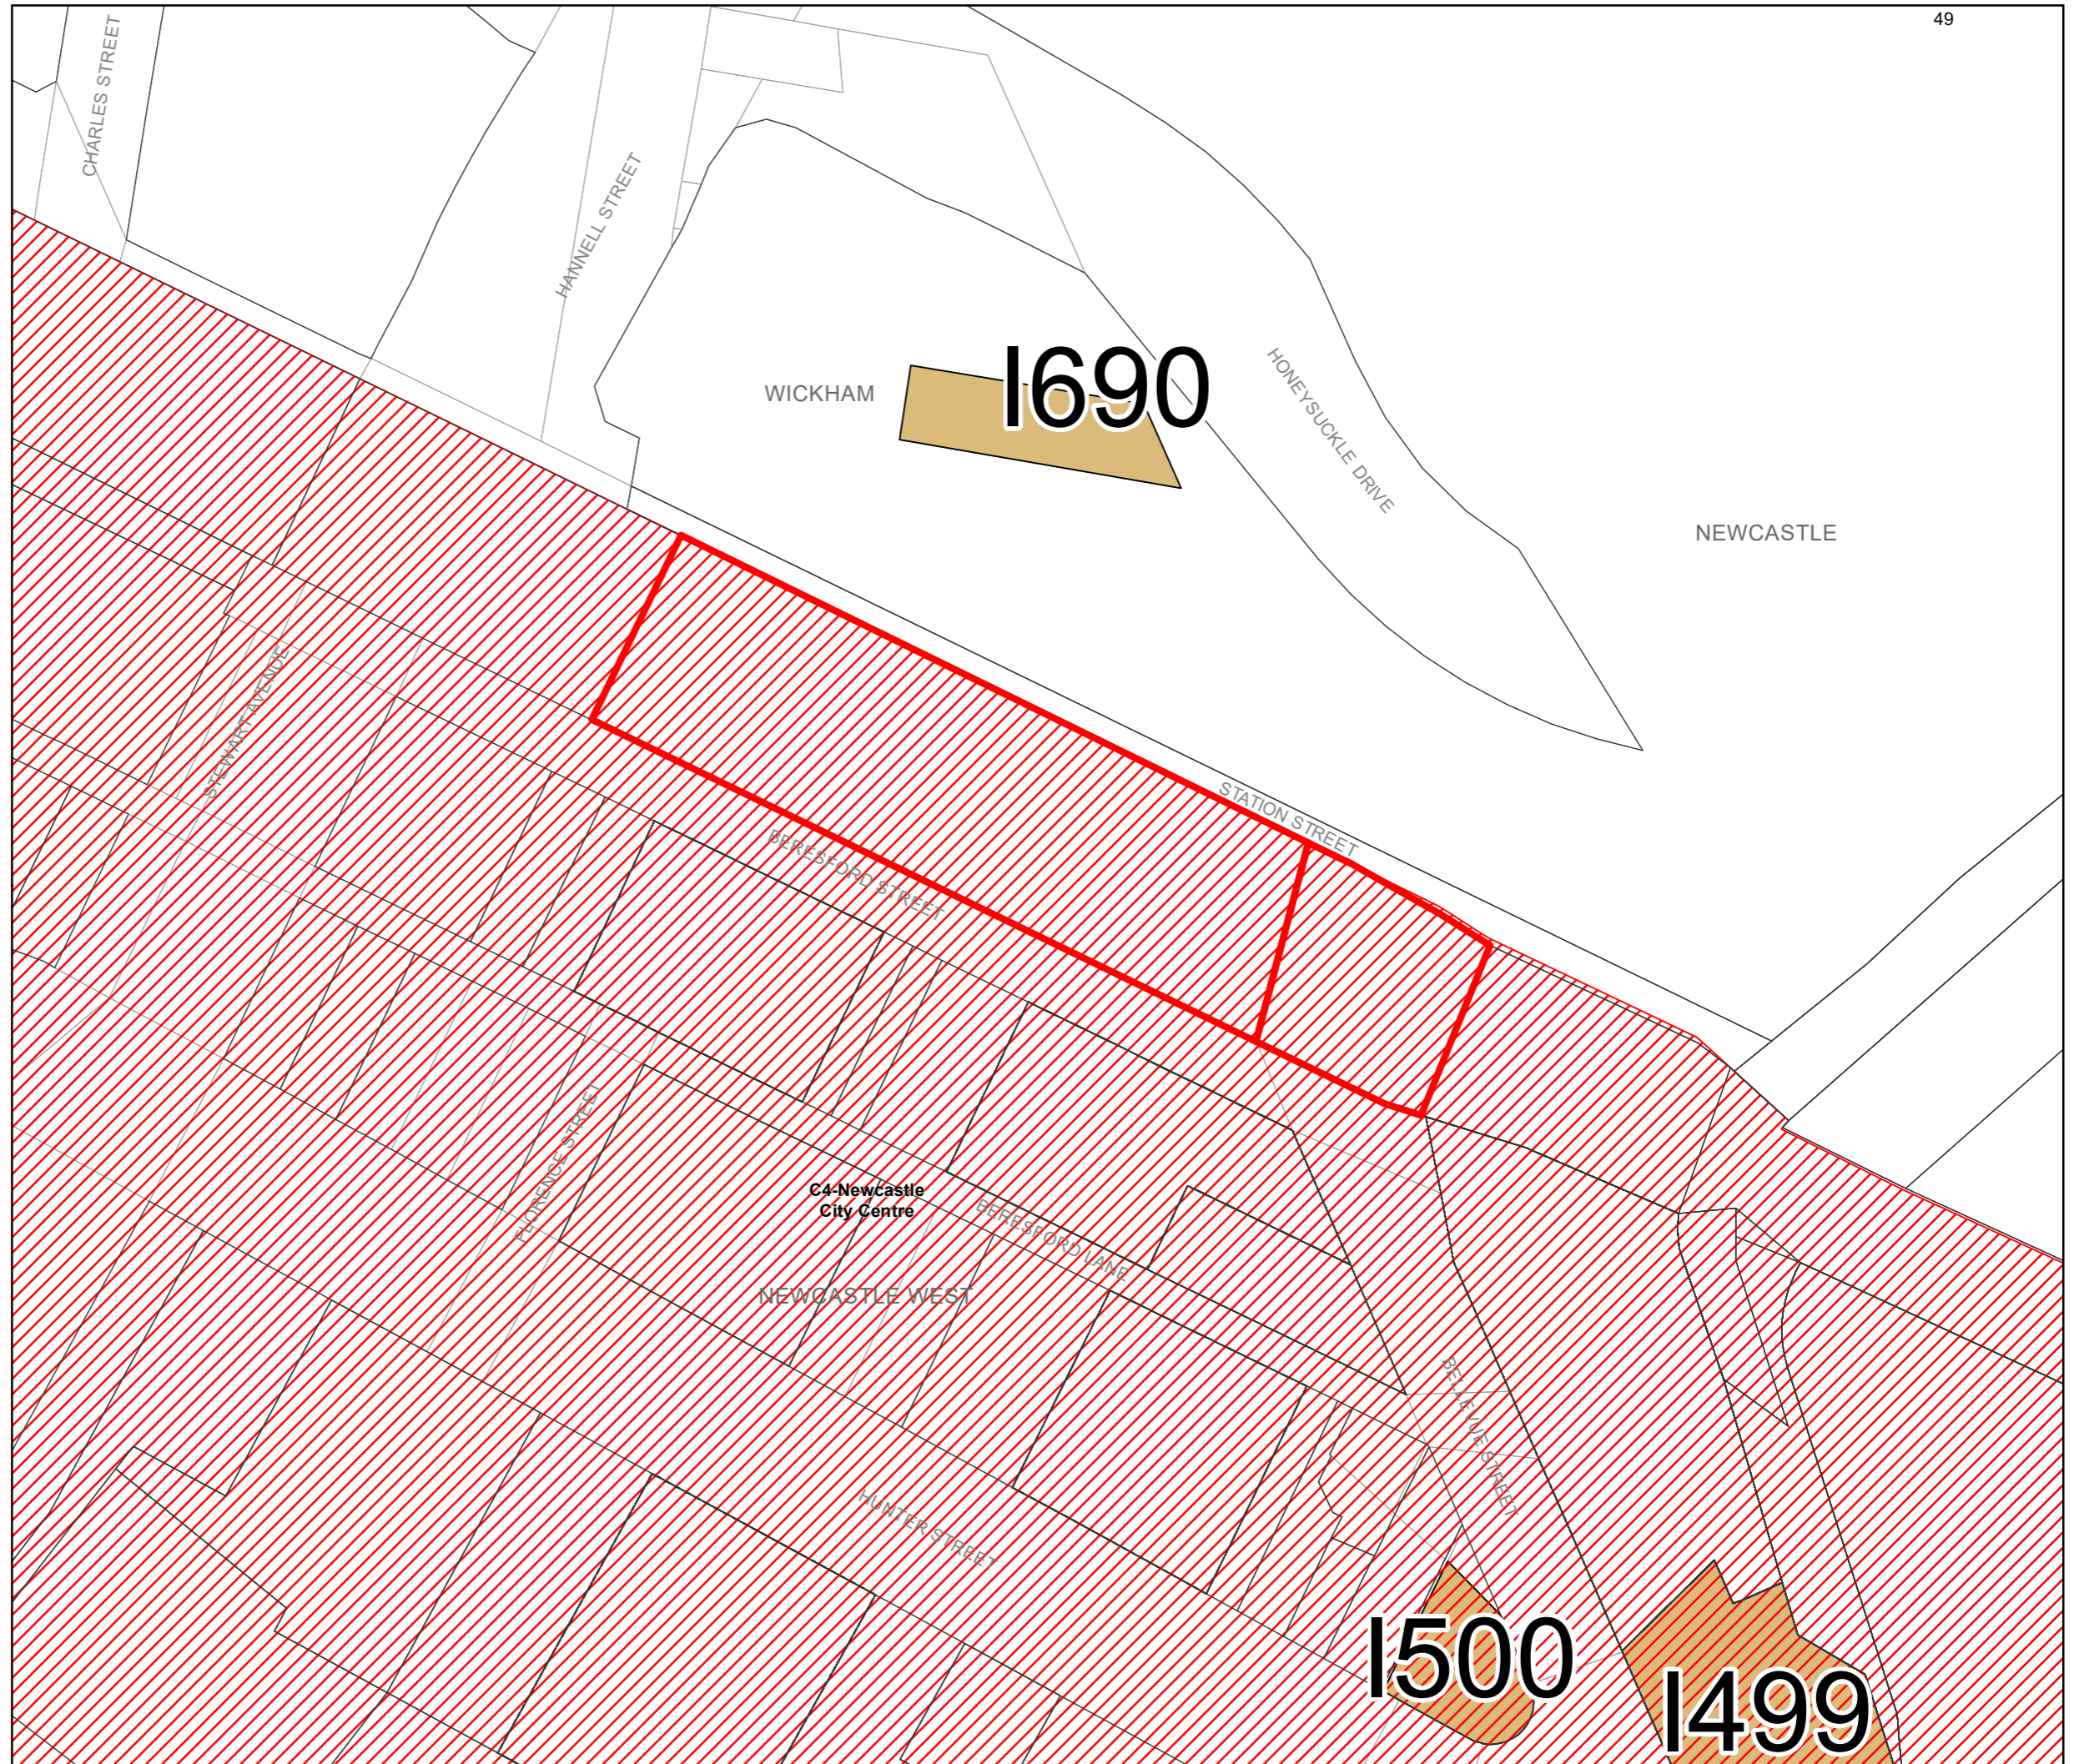 49
CHARLES STREET
HANNELL STREET
I690
WICKHAM
HONEYSUCKLE DRIVE
NEWCASTLE
STEWART AVENUE
STATION STREET
BERESFORD STREET
FLORENCE STREET
C4-Newcastle
City Centre
BERESFORD LANE
NEWCASTLE WEST
BELLEVUE STREET
HUNTER STREET
I500
I499